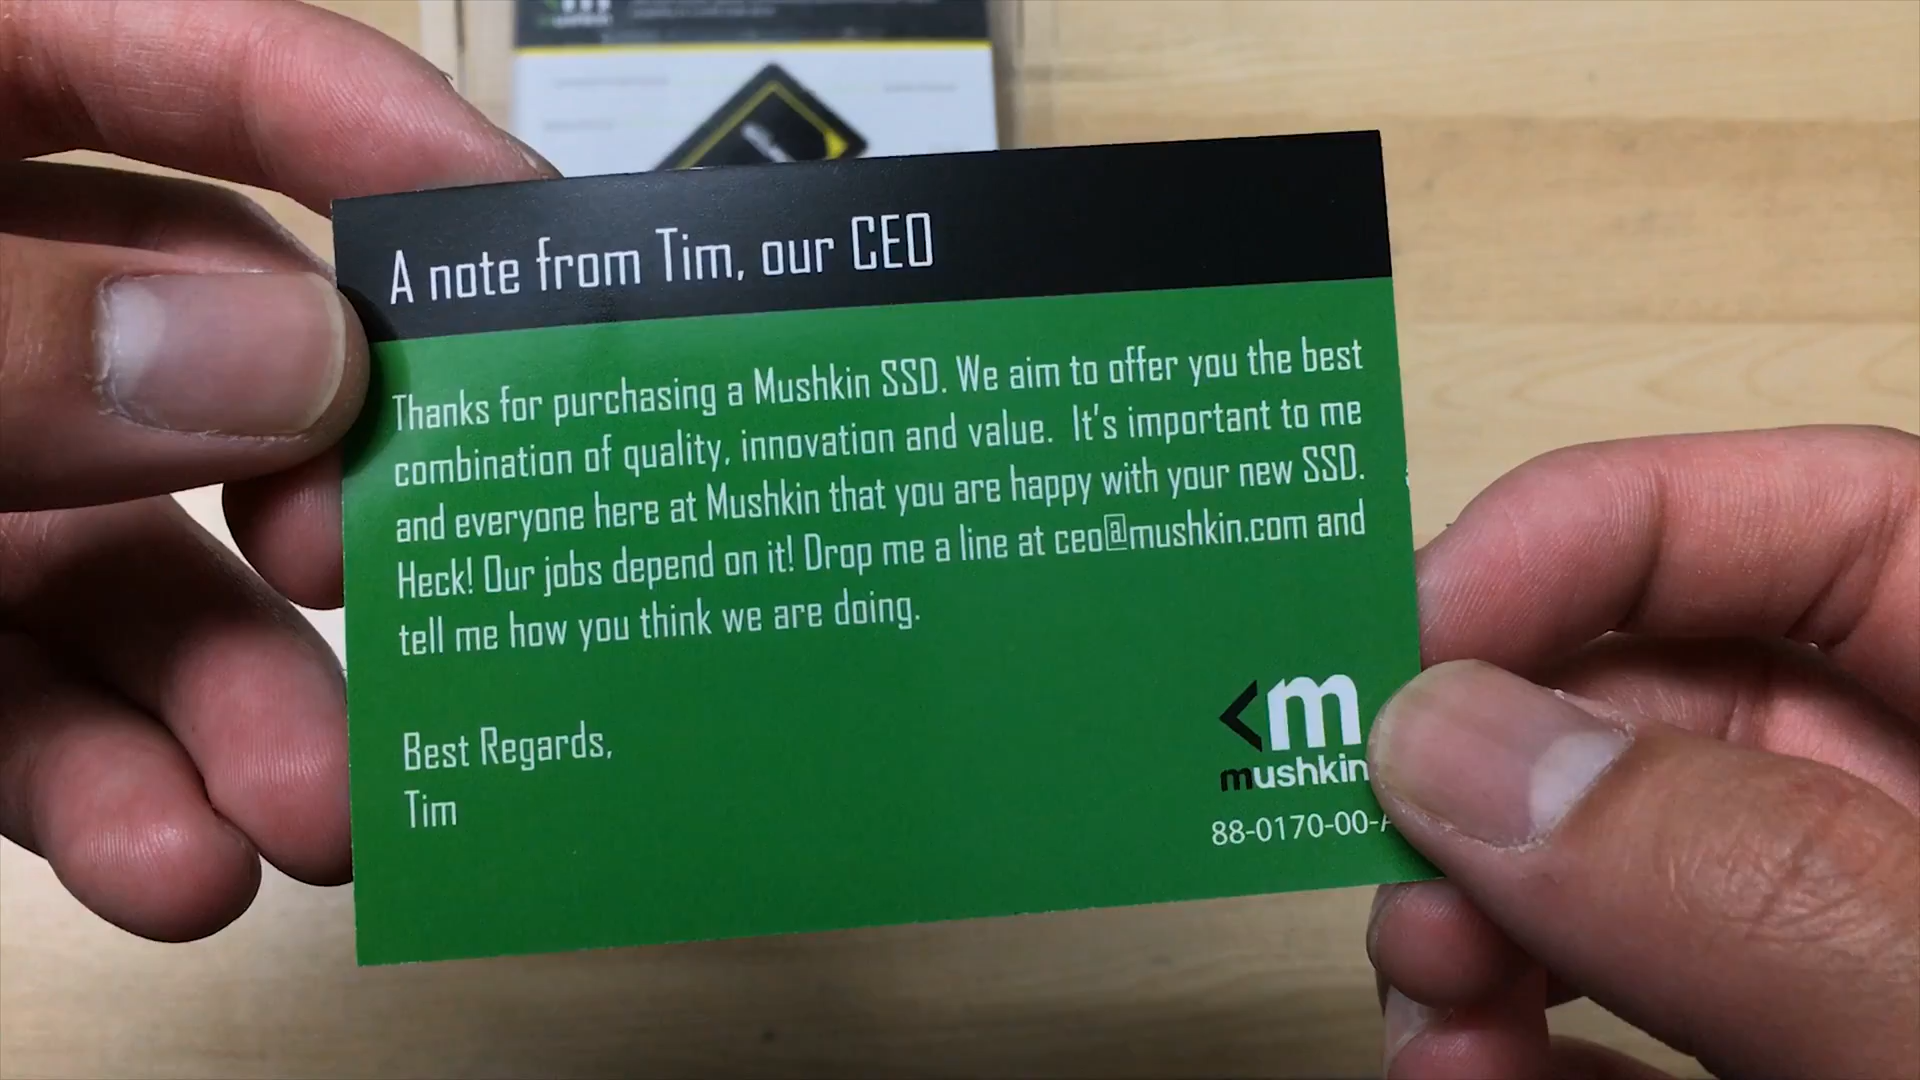 A note from Tim, our CEO
Thanks for purchasing a Mushkin SSD. We aim to offer you the best
combination of quality, innovation and value. It's important to me
and everyone here at Mushkin that you are happy with your new SSD.
Heck! Our jobs depend on it! Drop me a line at ceo@mushkin.com and
tell me how you think we are doing.
Best Regards,
Tim
m
mushkin
88-0170-00-